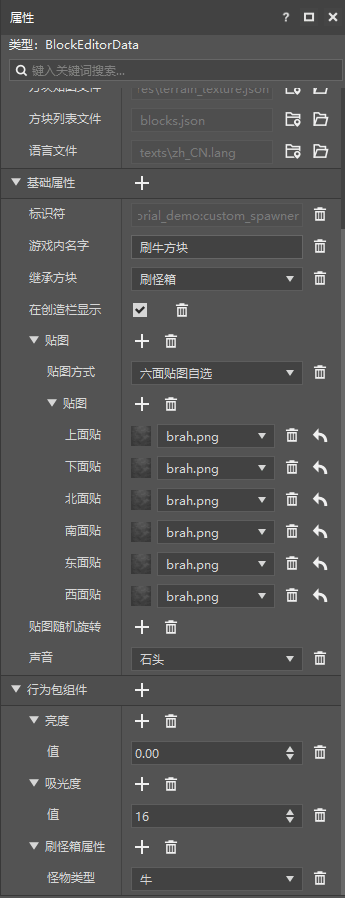 属性
类型：BlockEditorData
键入关键词搜索...
方块贴图文件 res\terrain_texture.json
方块列表文件 blocks.json
语言文件 texts\zh_CN.lang
基础属性
标识符 orial_demo:custom_spawner
游戏内名字 刷牛方块
继承方块 刷怪箱
在创造栏显示
贴图
贴图方式 六面贴图自选
贴图
上面贴 brah.png
下面贴 brah.png
北面贴 brah.png
南面贴 brah.png
东面贴 brah.png
西面贴 brah.png
贴图随机旋转
声音 石头
行为包组件
亮度
值 0.00
吸光度
值 16
刷怪箱属性
怪物类型 牛